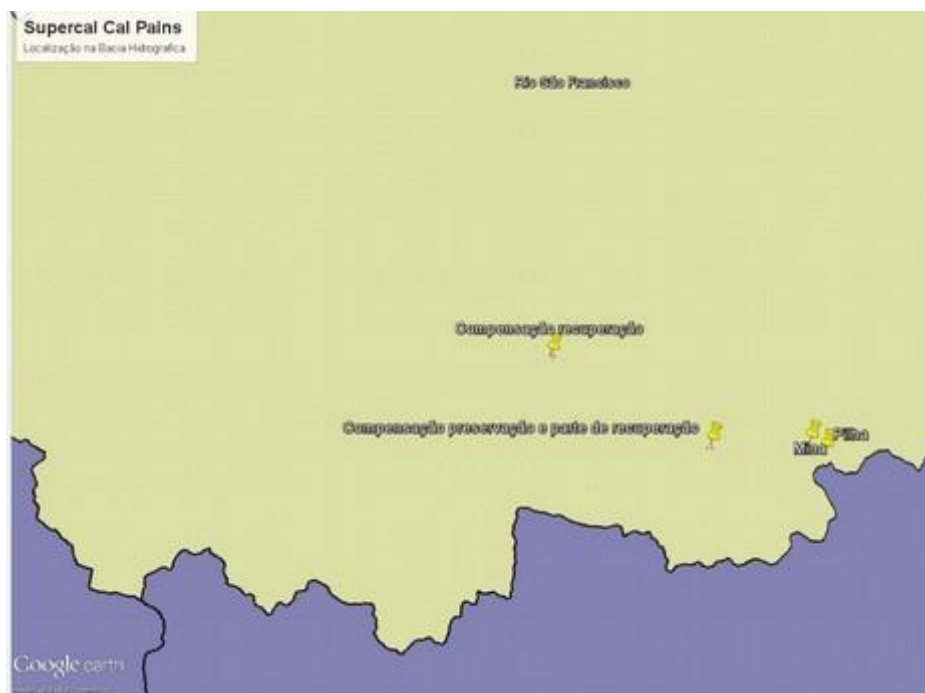 Supercal Cal Pains
Localização na Bacia Hidrografica
Rio São Francisco
Compensação recuperação
Compensação preservação e parte de recuperação
Pilha
Mina
Google earth